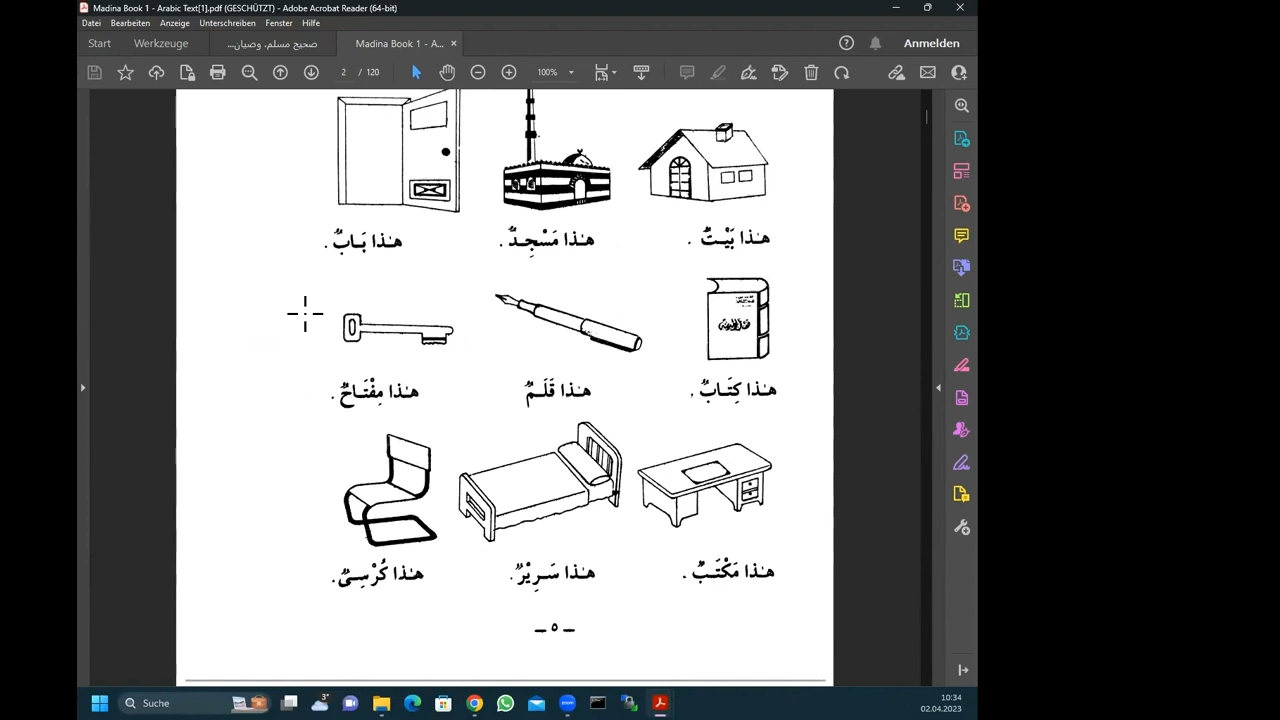 Madina Book 1 - Arabic Text[1].pdf (GESCHÜTZT) - Adobe Acrobat Reader (64-bit)
Datei Bearbeiten Anzeige Unterschreiben Fenster Hilfe
Start Werkzeuge صحيح مسلم، وصيان... Madina Book 1 - A... × Anmelden
2 / 120 100%
هٰذا بَيْتٌ .
هٰذا مَسْجِدٌ .
هٰذا بَابٌ .
هٰذا كِتَابٌ .
هٰذا قَلَمٌ
هٰذا مِفْتَاحٌ .
هٰذا مَكْتَبٌ .
هٰذا سَرِيْرٌ .
هٰذا كُرْسِىٌّ .
– ٥ –
Suche 3° 10:34
02.04.2023